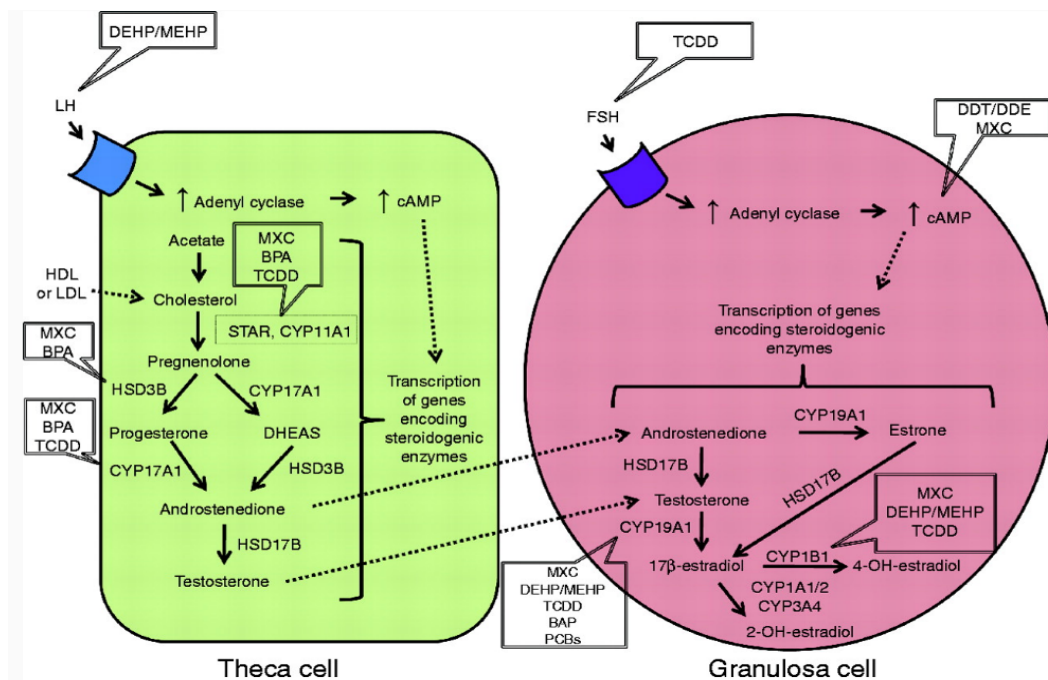 DEHP/MEHP
LH
↑ Adenyl cyclase
↑ cAMP
Acetate
MXC
BPA
TCDD
HDL
or LDL
Cholesterol
STAR, CYP11A1
MXC
BPA
Pregnenolone
HSD3B
CYP17A1
MXC
BPA
TCDD
Progesterone
DHEAS
CYP17A1
HSD3B
Transcription
of genes
encoding
steroidogenic
enzymes
Androstenedione
HSD17B
Testosterone
Theca cell
TCDD
FSH
DDT/DDE
MXC
↑ Adenyl cyclase
↑ cAMP
Transcription of genes
encoding steroidogenic
enzymes
CYP19A1
Androstenedione
Estrone
HSD17B
HSD17B
Testosterone
CYP19A1
MXC
DEHP/MEHP
TCDD
17β-estradiol
CYP1B1
4-OH-estradiol
MXC
DEHP/MEHP
TCDD
BAP
PCBs
CYP1A1/2
CYP3A4
2-OH-estradiol
Granulosa cell